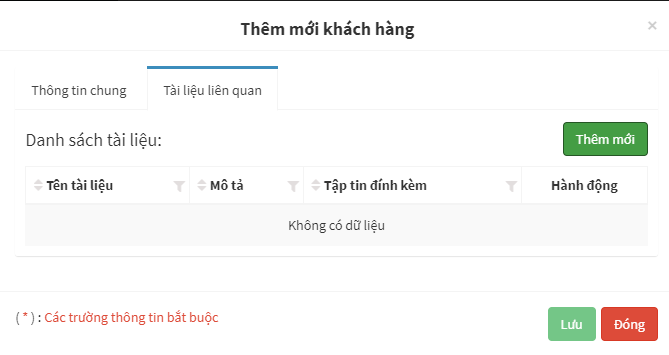 Thêm mới khách hàng
×
Thông tin chung
Tài liệu liên quan
Danh sách tài liệu:
Thêm mới
Tên tài liệu
Mô tả
Tập tin đính kèm
Hành động
Không có dữ liệu
( * ) : Các trường thông tin bắt buộc
Lưu
Đóng